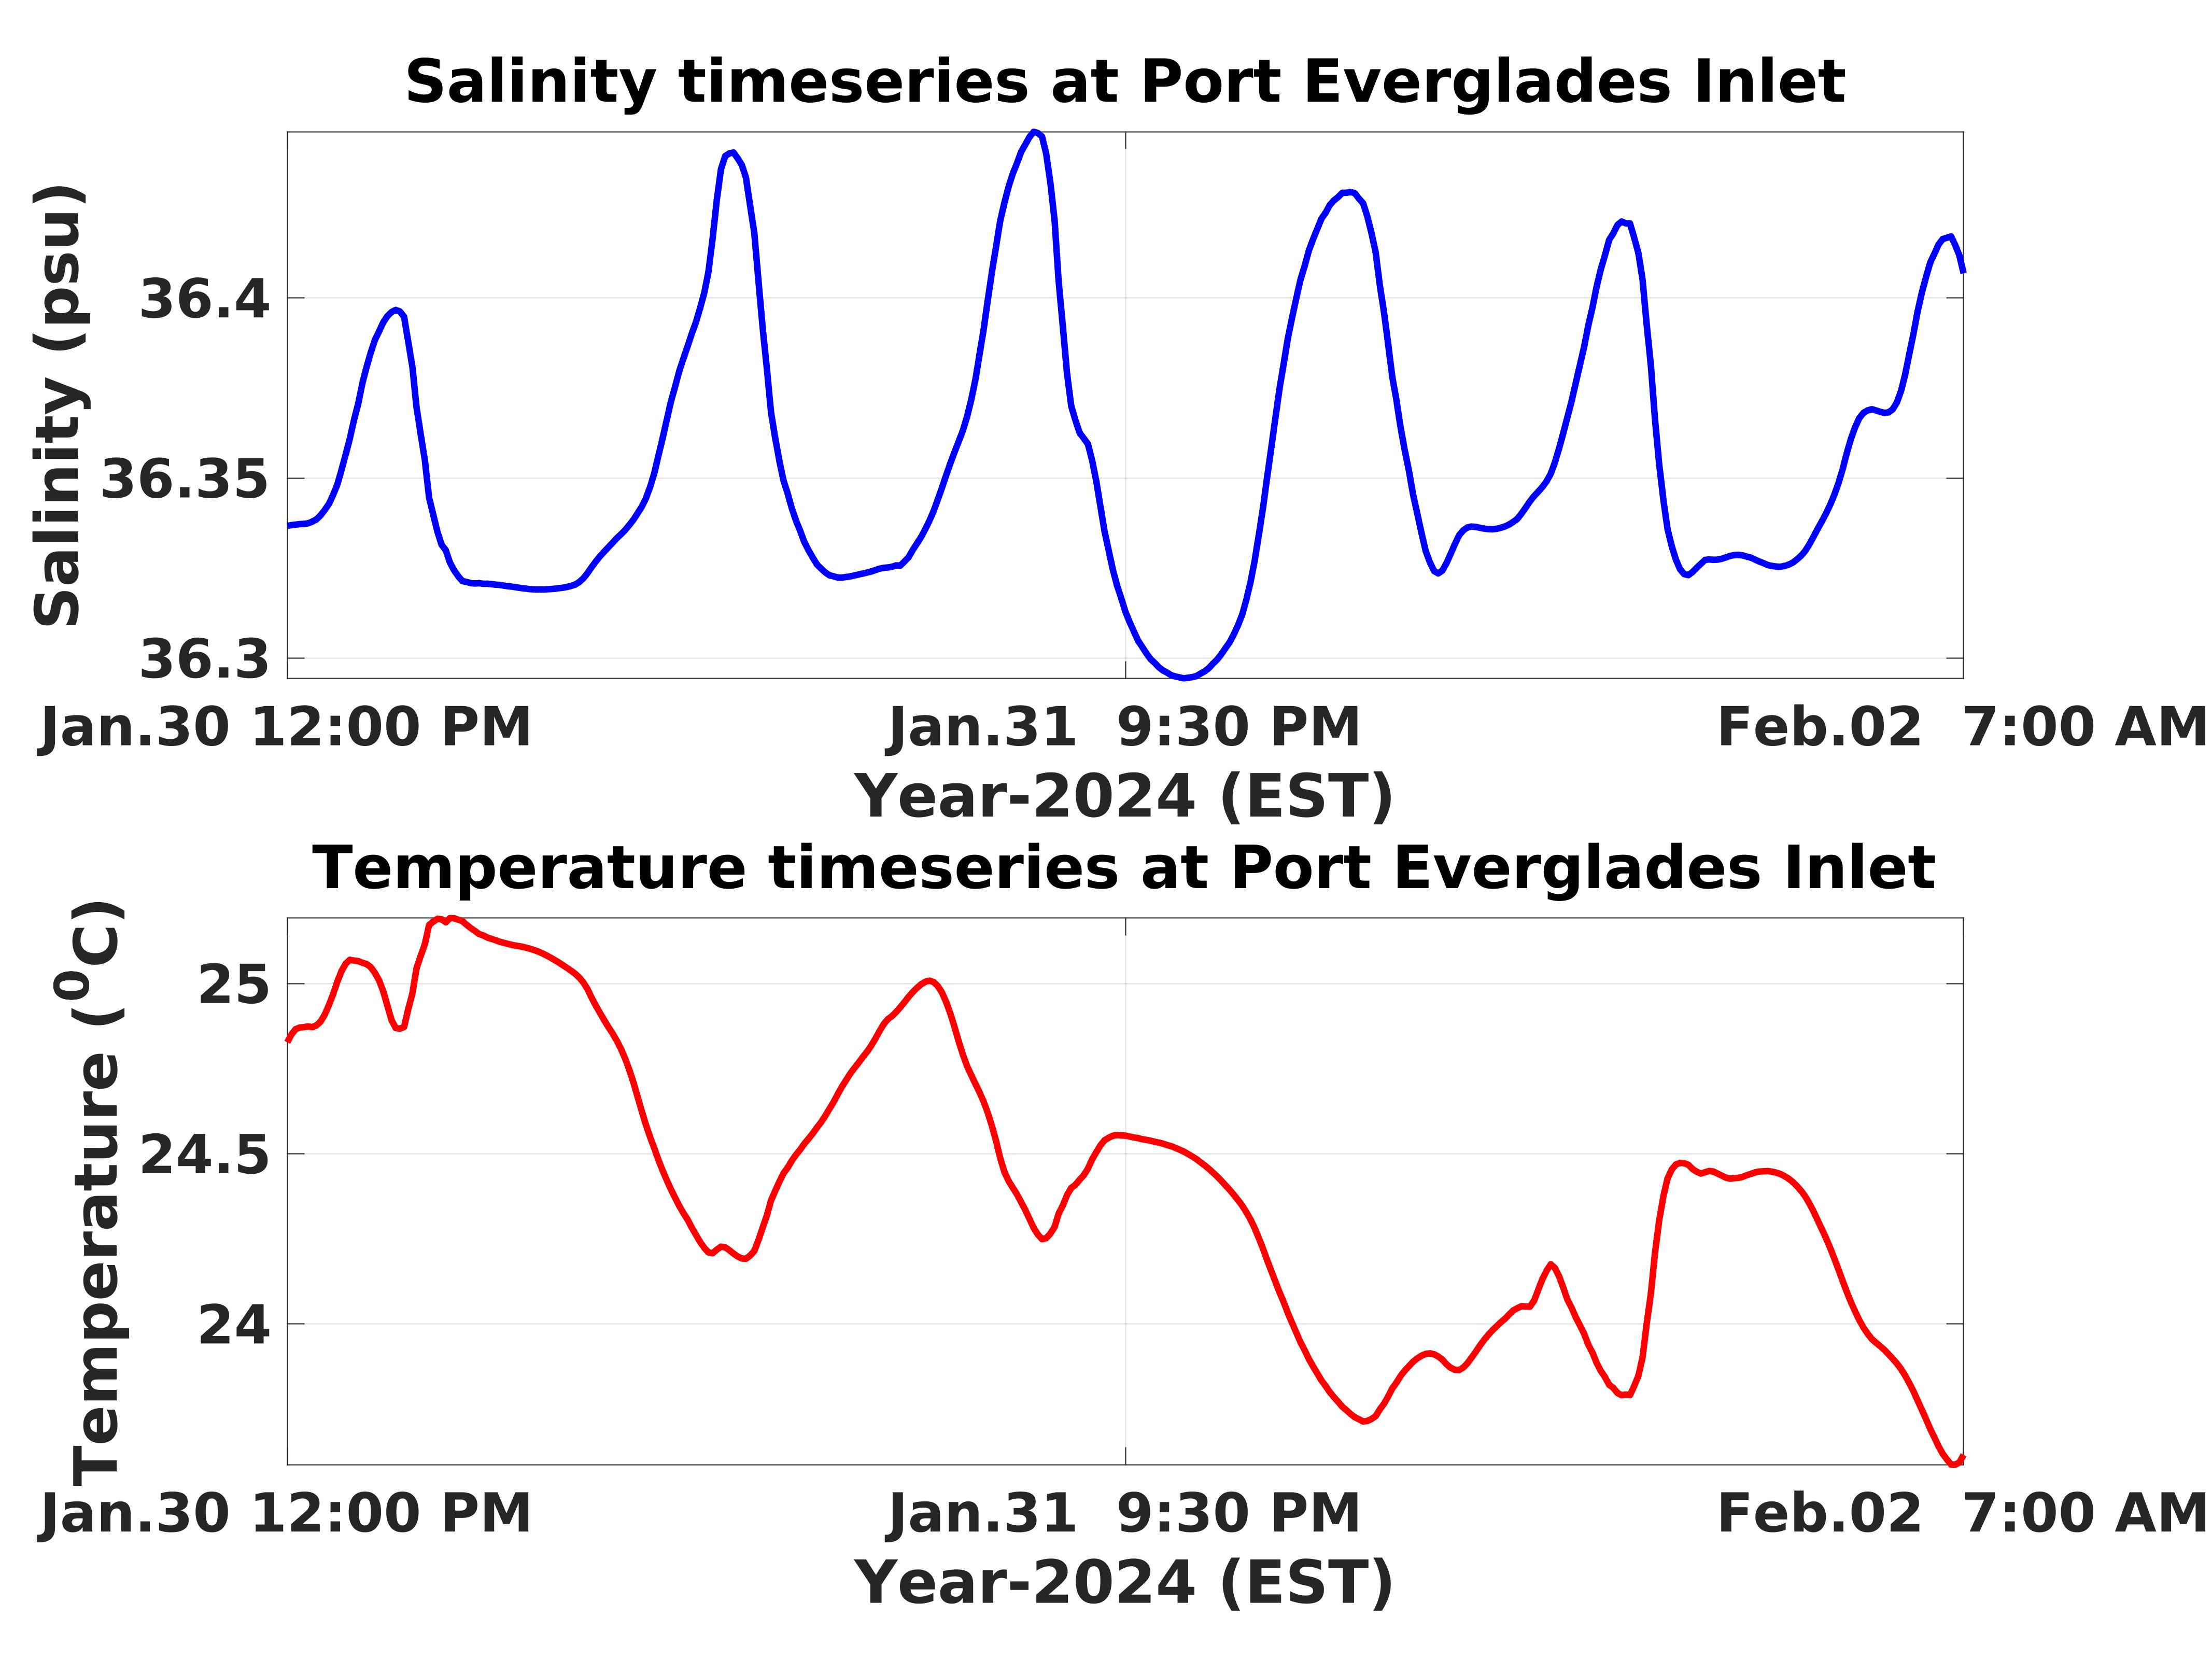 Salinity timeseries at Port Everglades Inlet
Salinity (psu)
36.4
36.35
36.3
Jan.30 12:00 PM
Jan.31  9:30 PM
Feb.02  7:00 AM
Year-2024 (EST)
Temperature timeseries at Port Everglades Inlet
Temperature (⁰C)
25
24.5
24
Jan.30 12:00 PM
Jan.31  9:30 PM
Feb.02  7:00 AM
Year-2024 (EST)